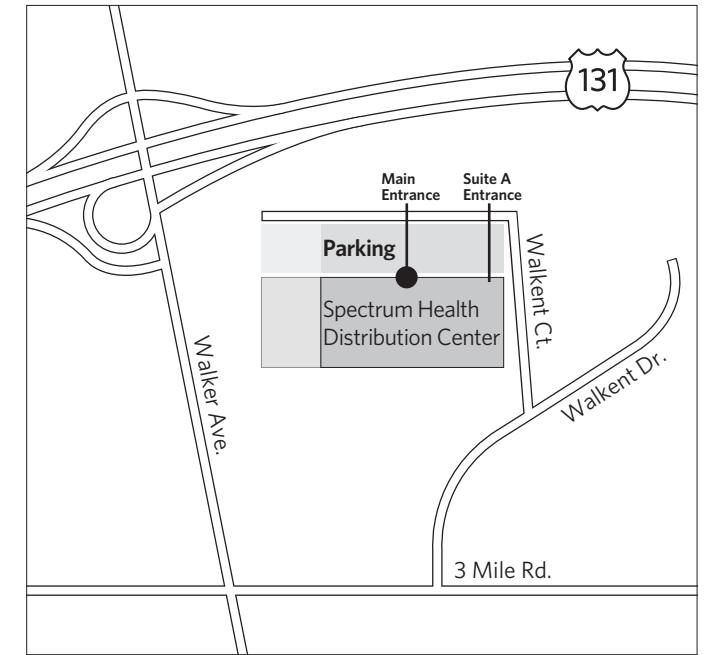 131
Main
Entrance
Suite A
Entrance
Parking
Spectrum Health
Distribution Center
Walkent Ct.
Walker Ave.
Walkent Dr.
3 Mile Rd.